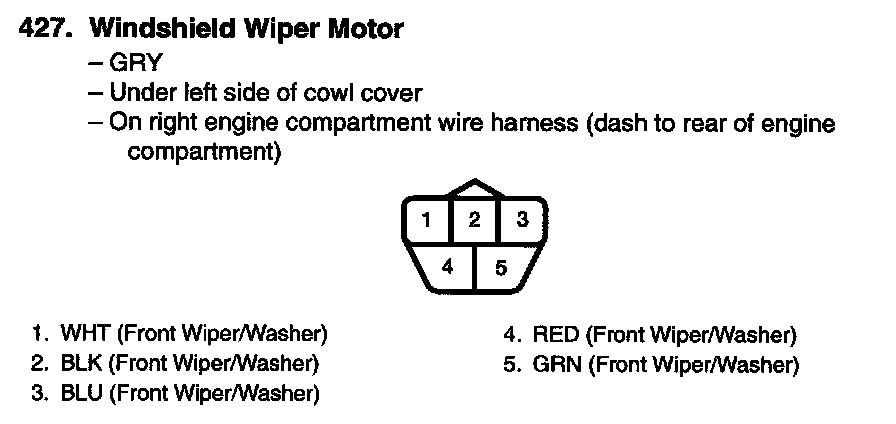 427. Windshield Wiper Motor
– GRY
– Under left side of cowl cover
– On right engine compartment wire harness (dash to rear of engine
compartment)
1 2 3
4 5
1. WHT (Front Wiper/Washer)
2. BLK (Front Wiper/Washer)
3. BLU (Front Wiper/Washer)
4. RED (Front Wiper/Washer)
5. GRN (Front Wiper/Washer)